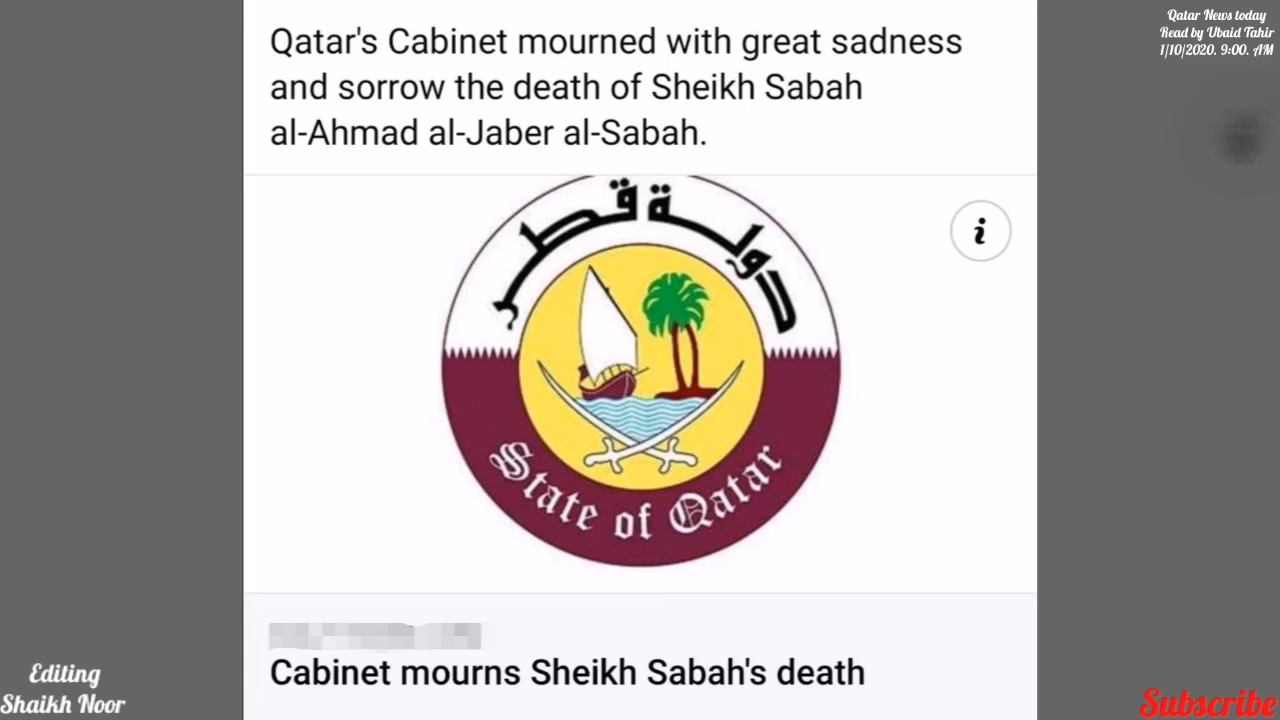 Qatar's Cabinet mourned with great sadness
and sorrow the death of Sheikh Sabah
al-Ahmad al-Jaber al-Sabah.
Qatar News today
Read by Ubaid Tahir
1/10/2020. 9:00. AM
دولة قطر
i
State of Qatar
Cabinet mourns Sheikh Sabah's death
Editing
Shaikh Noor
Subscribe